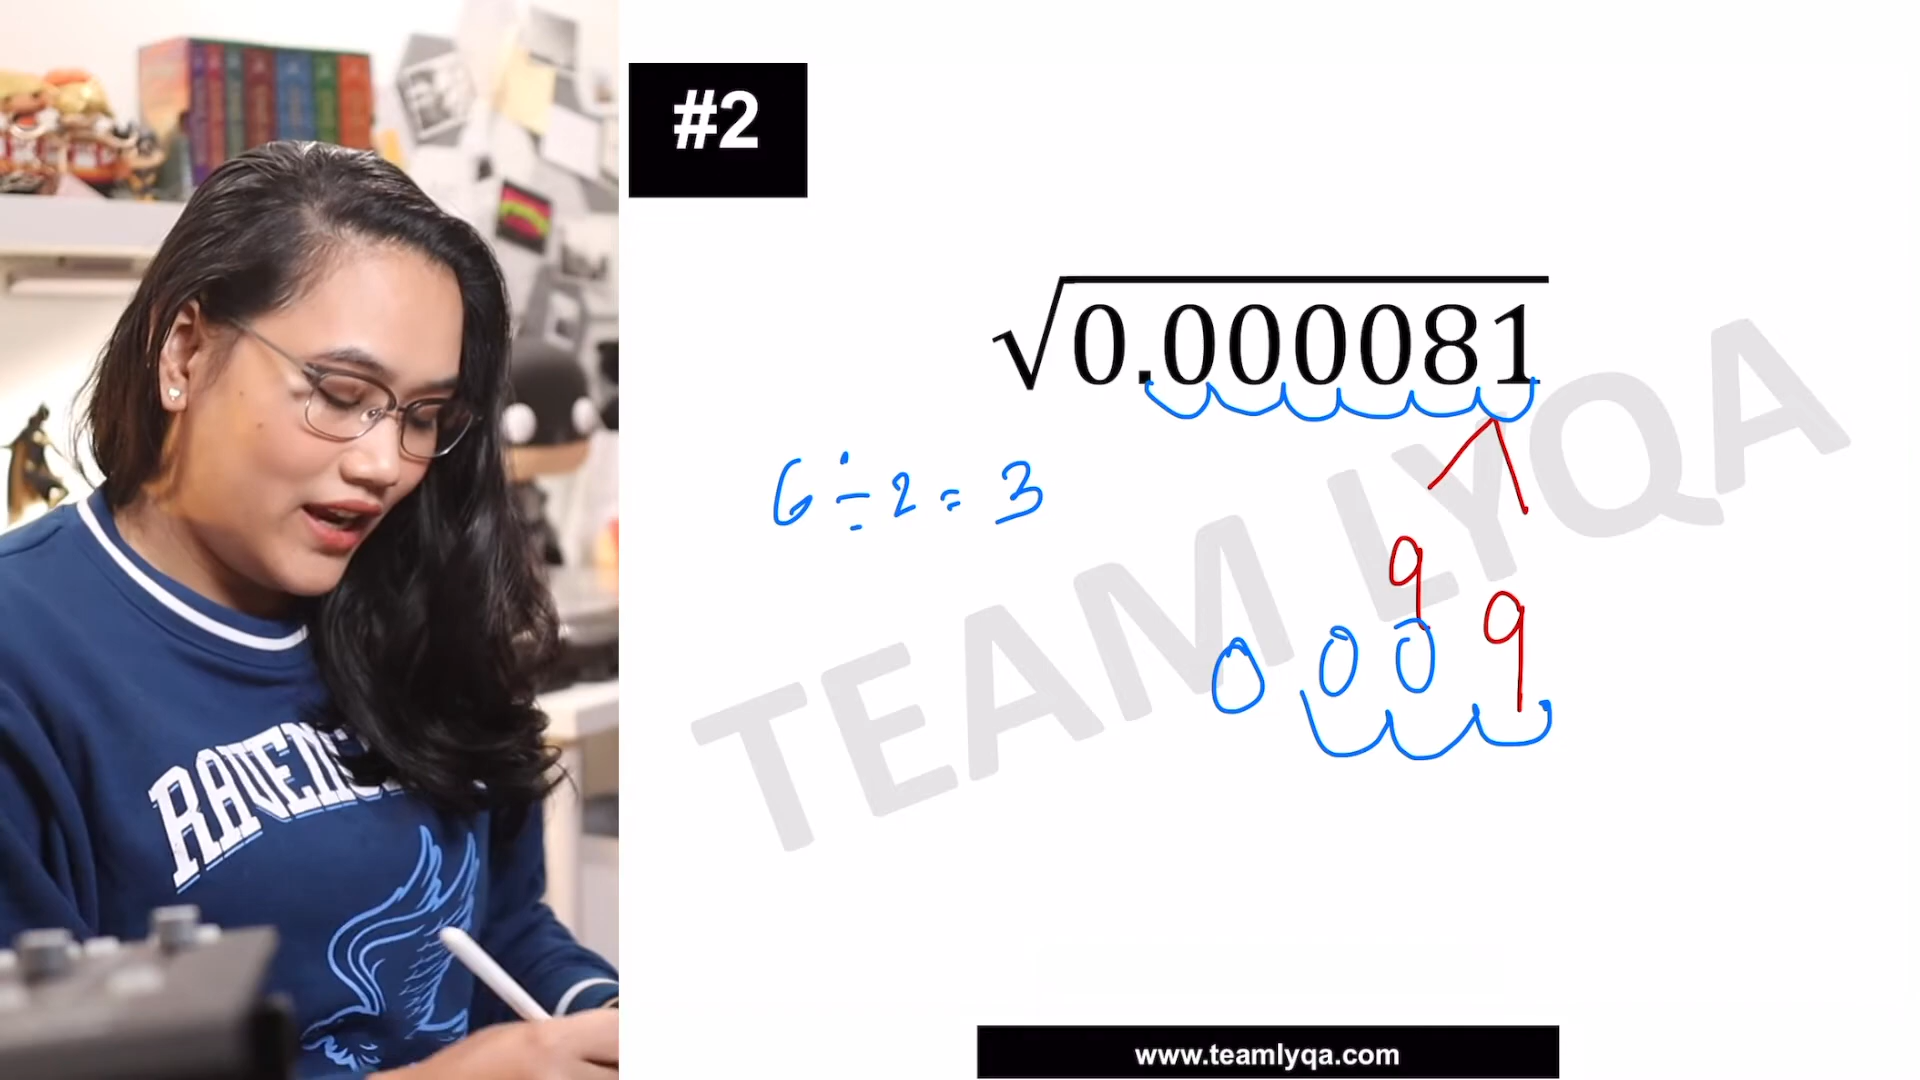 #2
√0.000081
6 ÷ 2 = 3
9
0 0 0 9
TEAM LYQA
www.teamlyqa.com